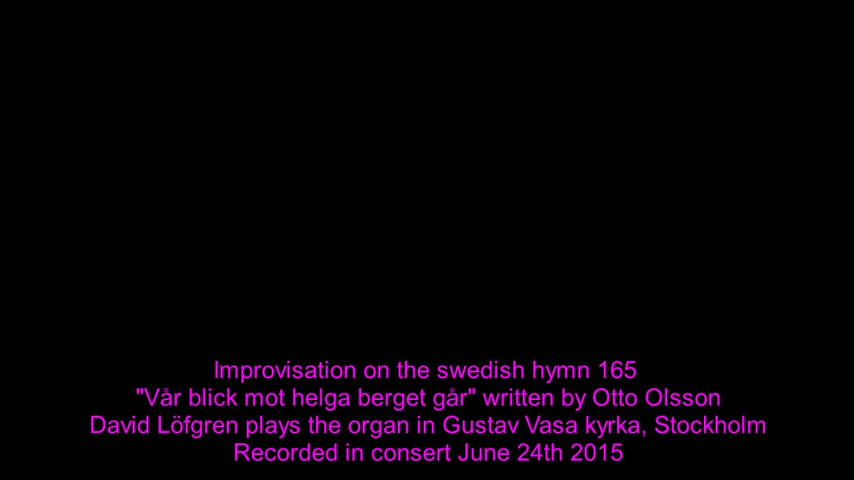 Improvisation on the swedish hymn 165
"Vår blick mot helga berget går" written by Otto Olsson
David Löfgren plays the organ in Gustav Vasa kyrka, Stockholm
Recorded in consert June 24th 2015